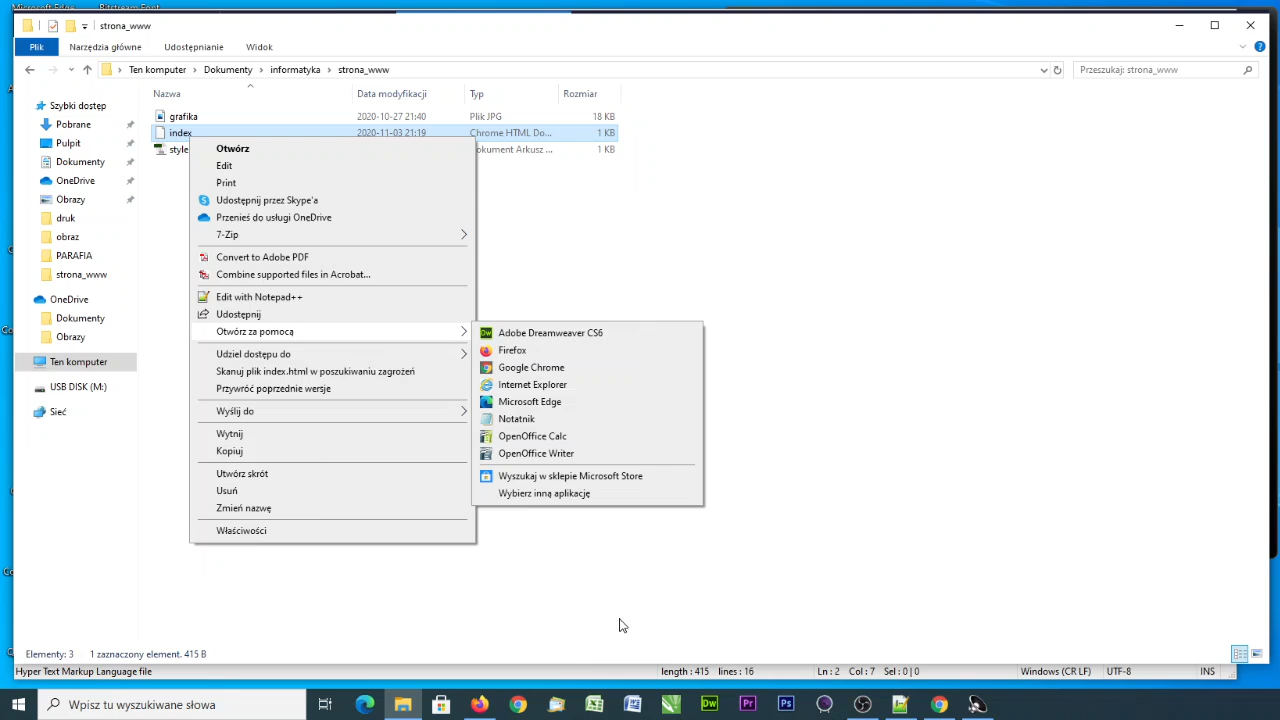 Microsoft Edge
Bitstream Font
strona_www
Plik
Narzędzia główne
Udostępnianie
Widok
Ten komputer
Dokumenty
informatyka
strona_www
Przeszukaj: strona_www
Nazwa
Data modyfikacji
Typ
Rozmiar
grafika
2020-10-27 21:40
Plik JPG
18 KB
index
2020-11-03 21:19
Chrome HTML Do...
1 KB
style
okument Arkusz ...
1 KB
Szybki dostęp
Pobrane
Pulpit
Dokumenty
OneDrive
Obrazy
druk
obraz
PARAFIA
strona_www
OneDrive
Dokumenty
Obrazy
Ten komputer
USB DISK (M:)
Sieć
Otwórz
Edit
Print
Udostępnij przez Skype'a
Przenieś do usługi OneDrive
7-Zip
Convert to Adobe PDF
Combine supported files in Acrobat...
Edit with Notepad++
Udostępnij
Otwórz za pomocą
Udziel dostępu do
Skanuj plik index.html w poszukiwaniu zagrożeń
Przywróć poprzednie wersje
Wyślij do
Wytnij
Kopiuj
Utwórz skrót
Usuń
Zmień nazwę
Właściwości
Adobe Dreamweaver CS6
Firefox
Google Chrome
Internet Explorer
Microsoft Edge
Notatnik
OpenOffice Calc
OpenOffice Writer
Wyszukaj w sklepie Microsoft Store
Wybierz inną aplikację
Elementy: 3
1 zaznaczony element. 415 B
Hyper Text Markup Language file
length : 415
lines : 16
Ln : 2
Col : 7
Sel : 0 | 0
Windows (CR LF)
UTF-8
INS
Wpisz tu wyszukiwane słowa
Dw
Pr
Ps